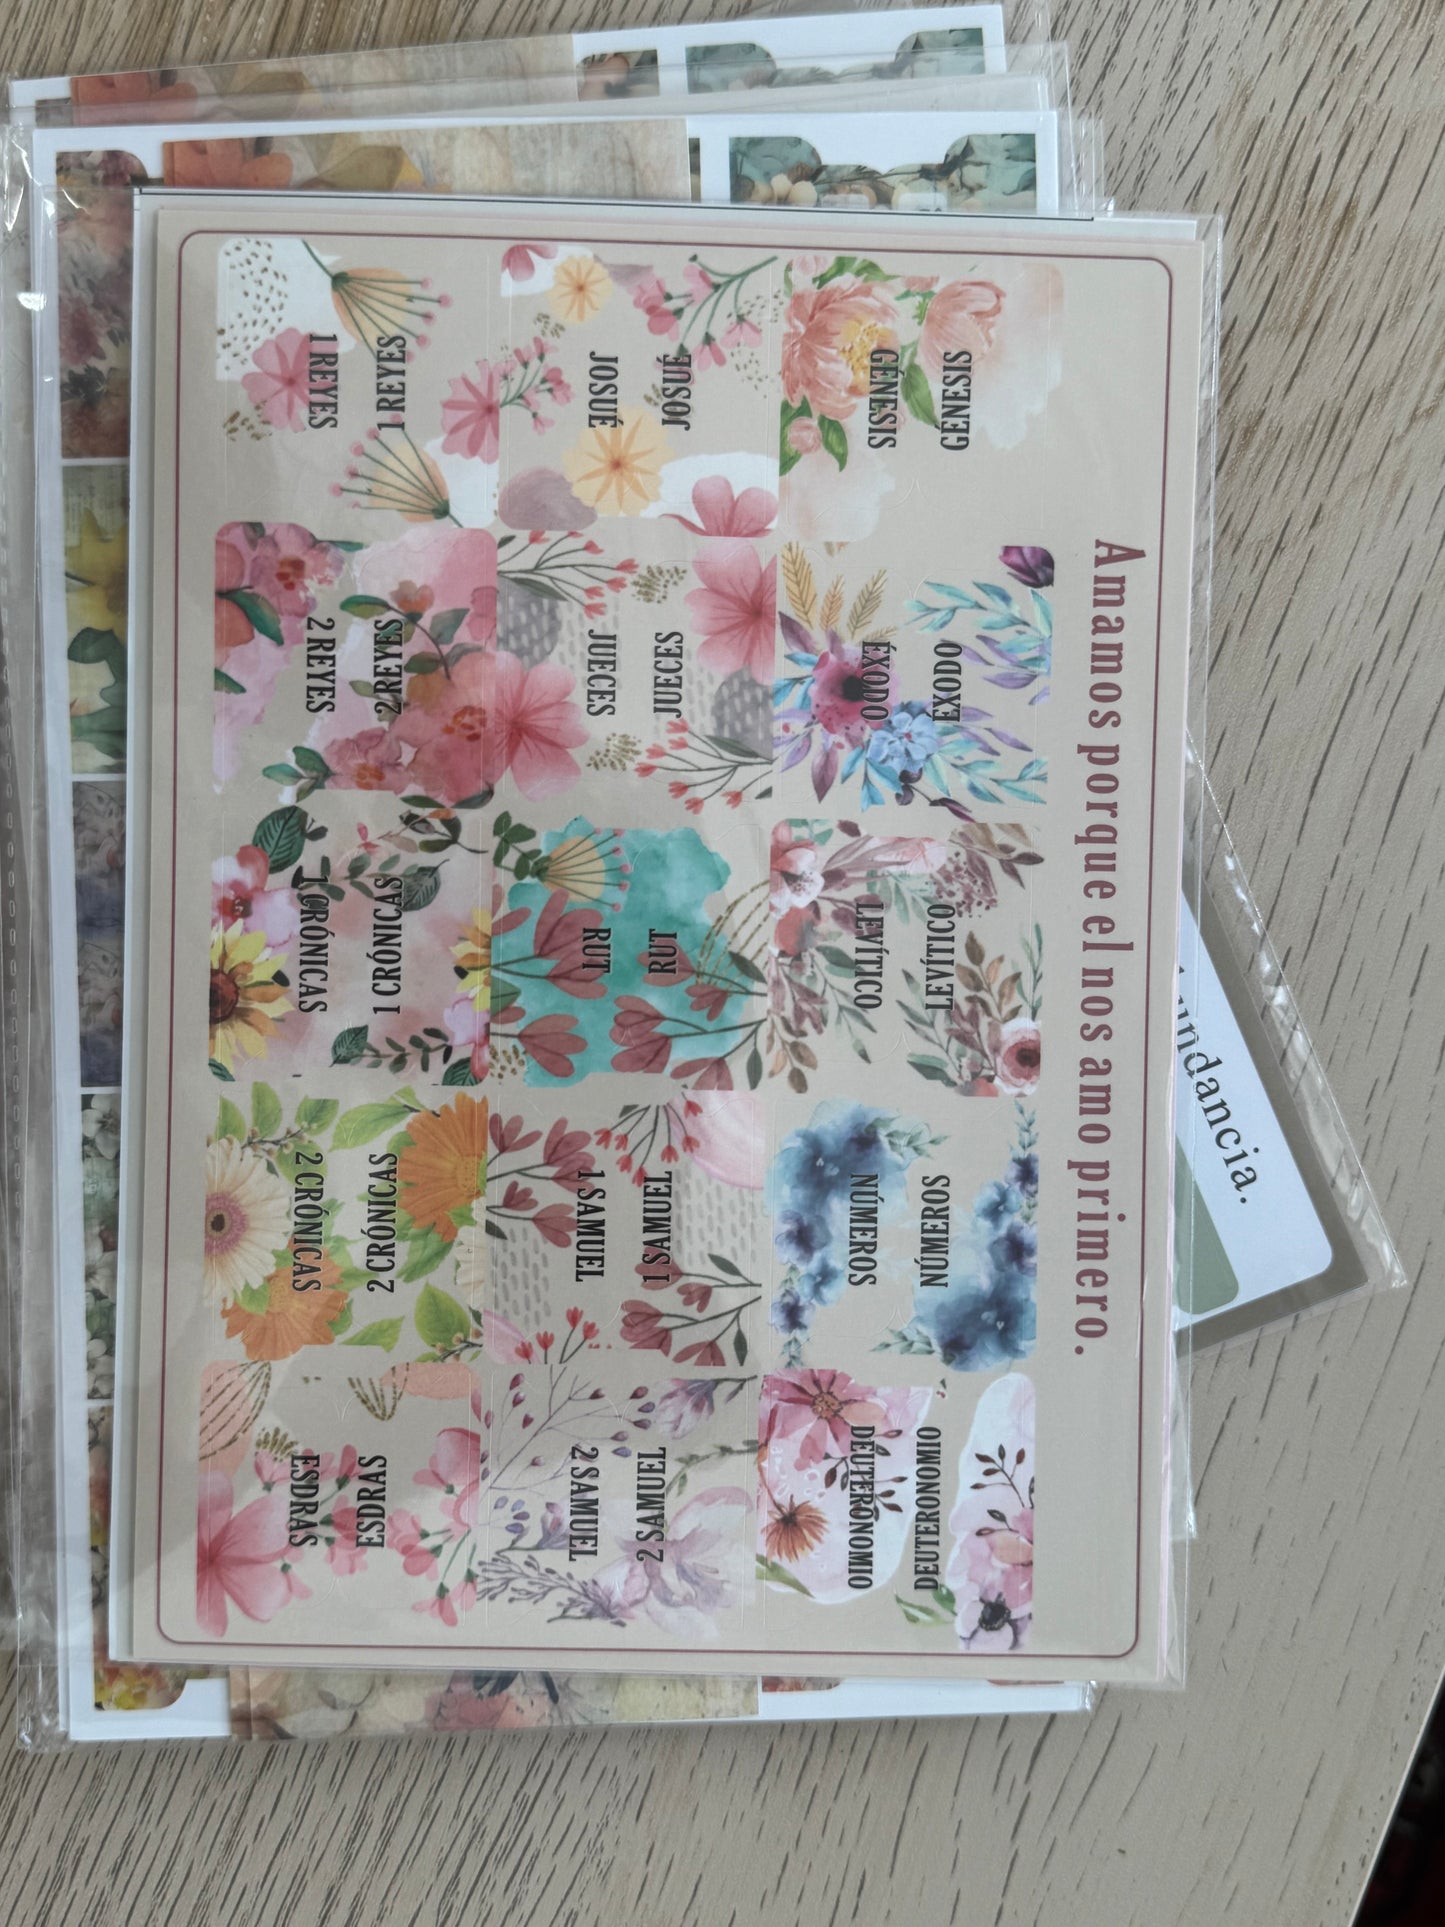 Amamos porque el nos amo primero.
GÉNESIS
GÉNESIS
ÉXODO
ÉXODO
LEVÍTICO
LEVÍTICO
NÚMEROS
NÚMEROS
DEUTERONOMIO
DEUTERONOMIO
JOSUÉ
JOSUÉ
JUECES
JUECES
RUT
RUT
1 SAMUEL
1 SAMUEL
2 SAMUEL
2 SAMUEL
1 REYES
1 REYES
2 REYES
2 REYES
1 CRÓNICAS
1 CRÓNICAS
2 CRÓNICAS
2 CRÓNICAS
ESDRAS
ESDRAS
undancia.